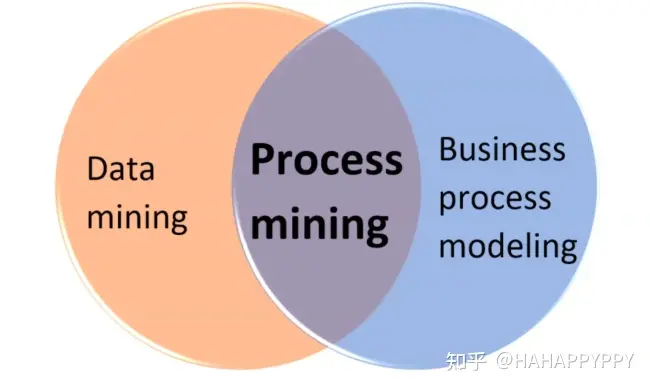 Data
mining
Process
mining
Business
process
modeling
知乎 @HAHAPPYPPY